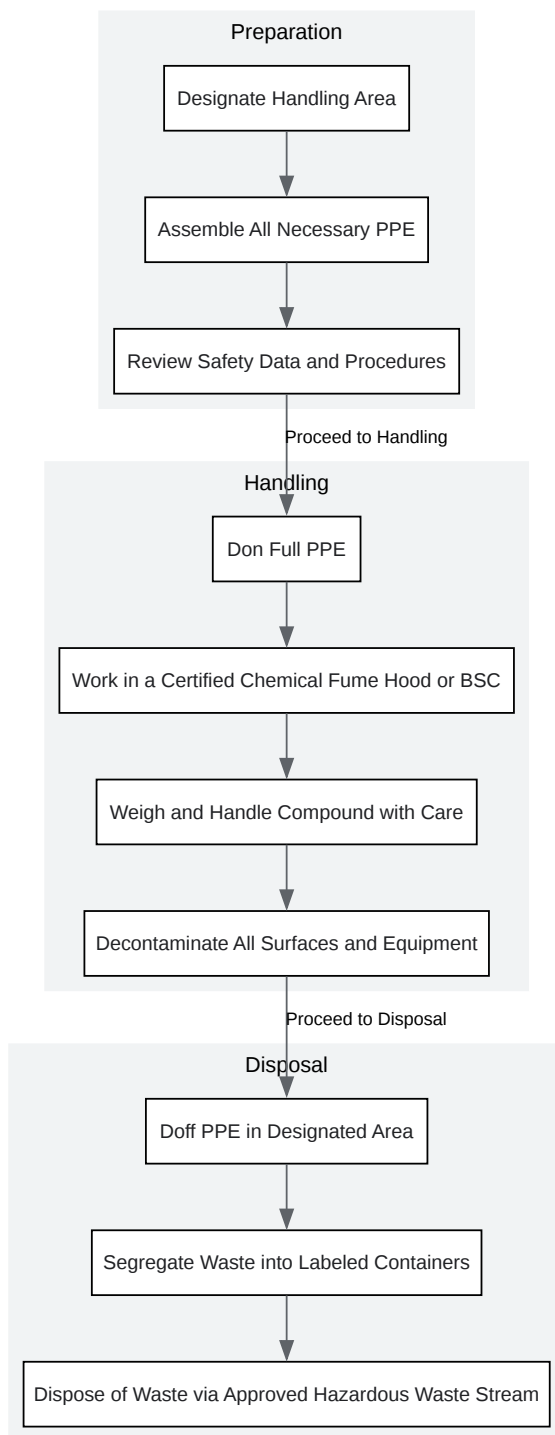 Preparation
Designate Handling Area
Assemble All Necessary PPE
Review Safety Data and Procedures
Proceed to Handling
Handling
Don Full PPE
Work in a Certified Chemical Fume Hood or BSC
Weigh and Handle Compound with Care
Decontaminate All Surfaces and Equipment
Proceed to Disposal
Disposal
Doff PPE in Designated Area
Segregate Waste into Labeled Containers
Dispose of Waste via Approved Hazardous Waste Stream